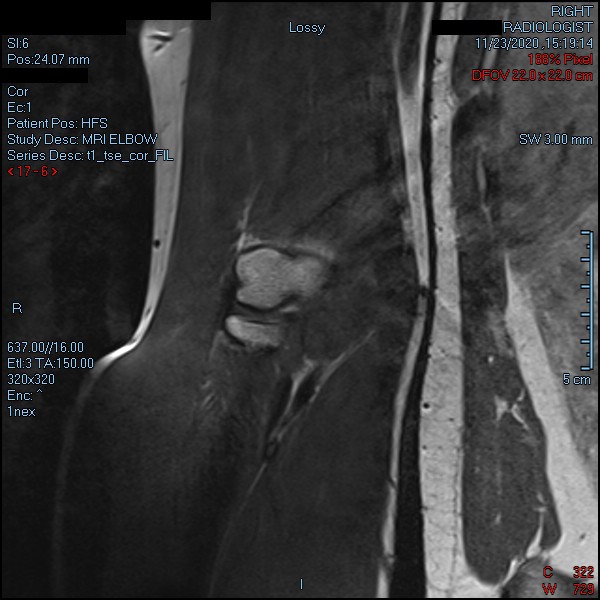 Lossy
RIGHT
RADIOLOGIST
11/23/2020 ,15:19:14
188% Pixel
DFOV 22.0 x 22.0 cm
SI:6
Pos:24.07 mm
Cor
Ec:1
Patient Pos: HFS
Study Desc: MRI ELBOW
Series Desc: t1_tse_cor_FIL
< 17 - 6 >
SW 3.00 mm
R
637.00//16.00
Etl:3 TA:150.00
320x320
Enc: ^
1nex
5 cm
I
C 322
W 729